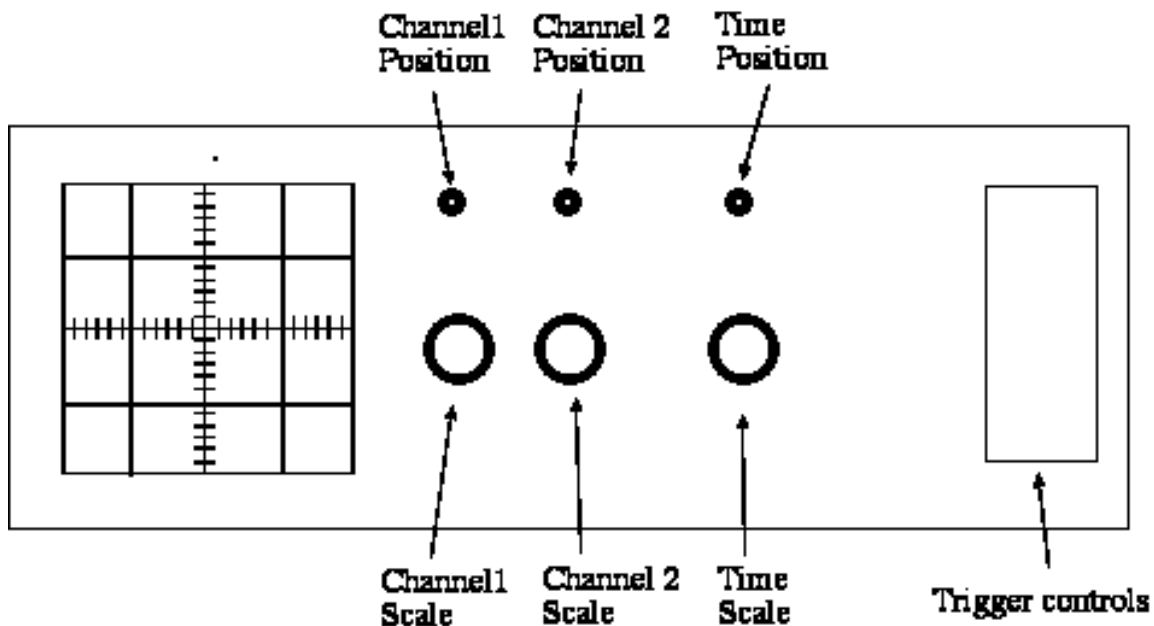 Channel1
Position
Channel 2
Position
Time
Position
Channel1
Scale
Channel 2
Scale
Time
Scale
Trigger controls